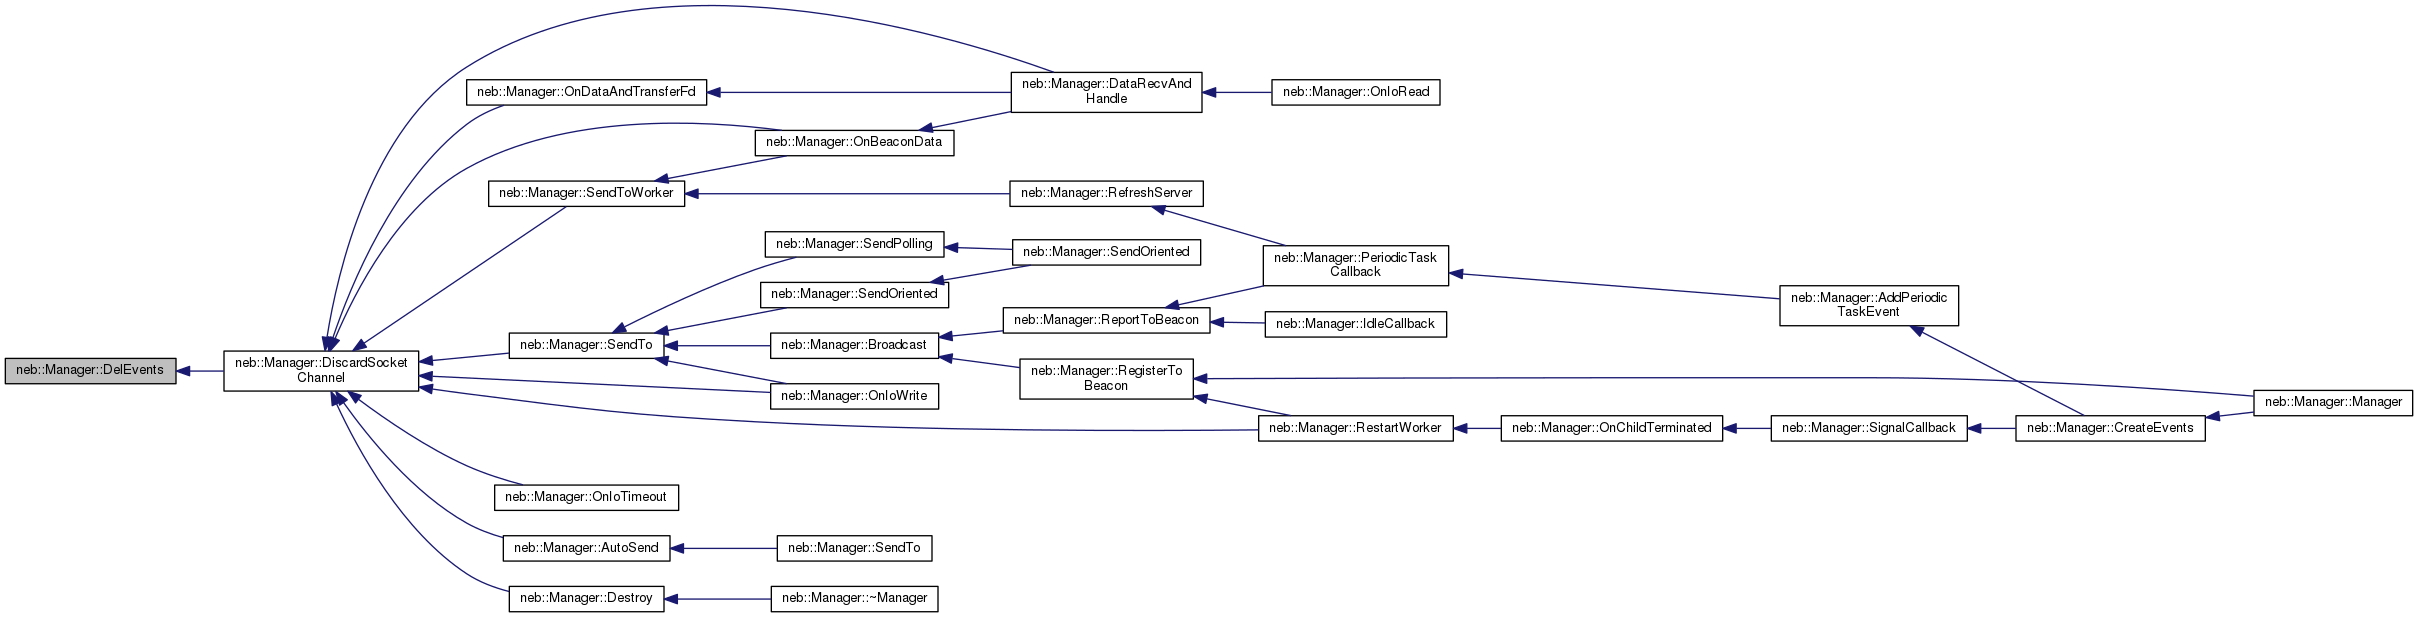 neb::Manager::DelEvents
neb::Manager::DiscardSocket
Channel
neb::Manager::OnDataAndTransferFd
neb::Manager::DataRecvAnd
Handle
neb::Manager::OnIoRead
neb::Manager::OnBeaconData
neb::Manager::SendToWorker
neb::Manager::RefreshServer
neb::Manager::SendPolling
neb::Manager::SendOriented
neb::Manager::PeriodicTask
Callback
neb::Manager::SendOriented
neb::Manager::AddPeriodic
TaskEvent
neb::Manager::ReportToBeacon
neb::Manager::IdleCallback
neb::Manager::SendTo
neb::Manager::Broadcast
neb::Manager::RegisterTo
Beacon
neb::Manager::OnIoWrite
neb::Manager::Manager
neb::Manager::RestartWorker
neb::Manager::OnChildTerminated
neb::Manager::SignalCallback
neb::Manager::CreateEvents
neb::Manager::OnIoTimeout
neb::Manager::AutoSend
neb::Manager::SendTo
neb::Manager::Destroy
neb::Manager::~Manager